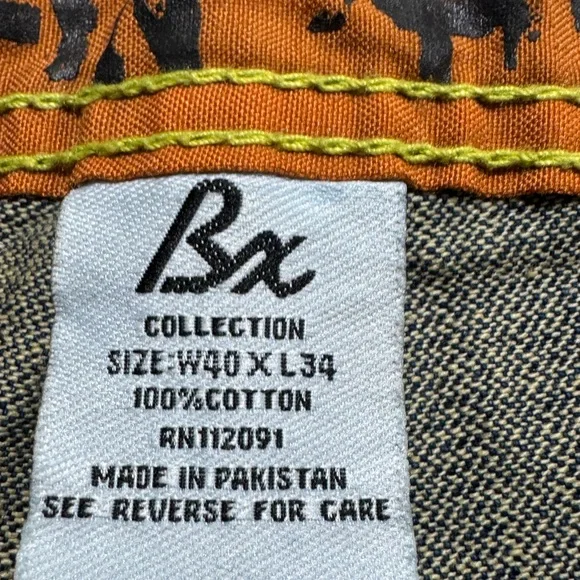 Bx
COLLECTION
SIZE:W40 X L34
100%COTTON
RN112091
MADE IN PAKISTAN
SEE REVERSE FOR CARE